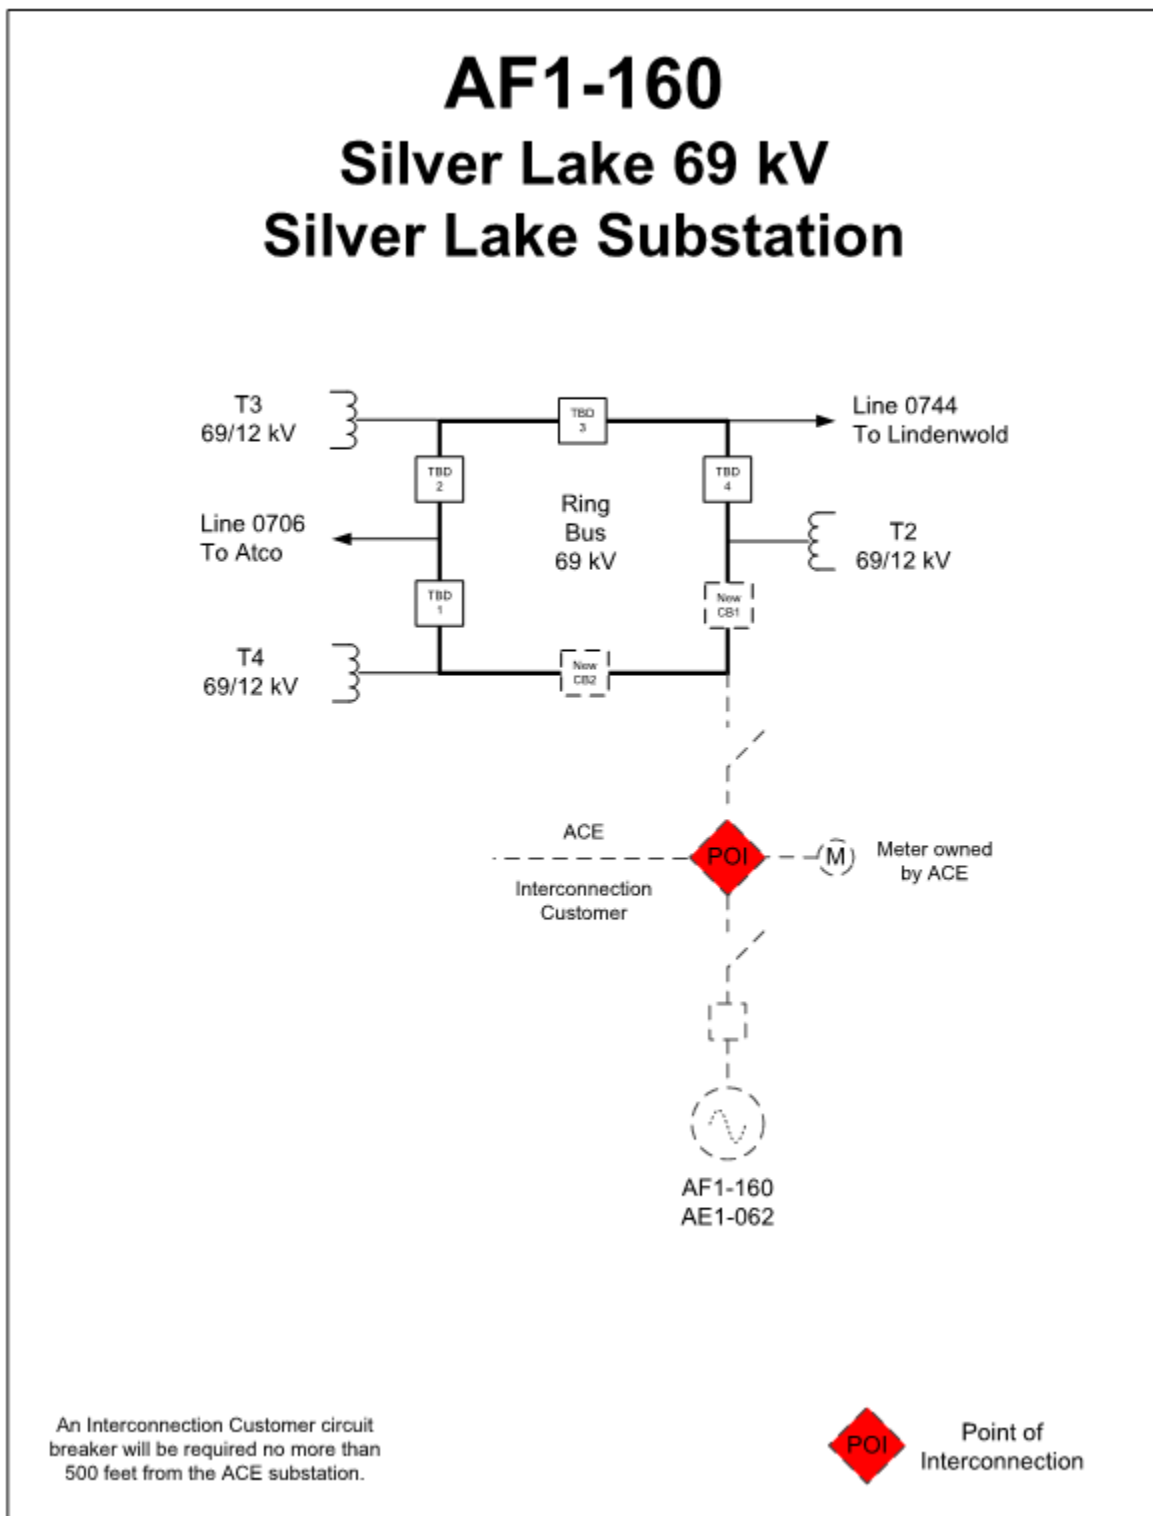 AF1-160
Silver Lake 69 kV
Silver Lake Substation
T3
69/12 kV
TBD
3
Line 0744
To Lindenwold
TBD
2
TBD
4
Ring
Bus
69 kV
Line 0706
To Atco
T2
69/12 kV
TBD
1
New
CB1
T4
69/12 kV
New
CB2
ACE
POI
M
Meter owned
by ACE
Interconnection
Customer
AF1-160
AE1-062
An Interconnection Customer circuit
breaker will be required no more than
500 feet from the ACE substation.
POI
Point of
Interconnection